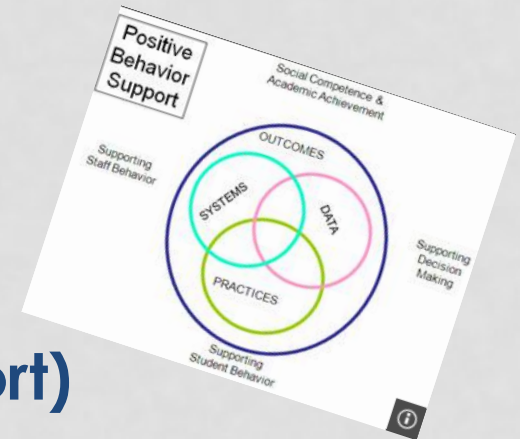 Positive
Behavior
Support
Social Competence &
Academic Achievement
OUTCOMES
Supporting
Staff Behavior
SYSTEMS
DATA
Supporting
Decision
Making
PRACTICES
Supporting
Student Behavior
ort)